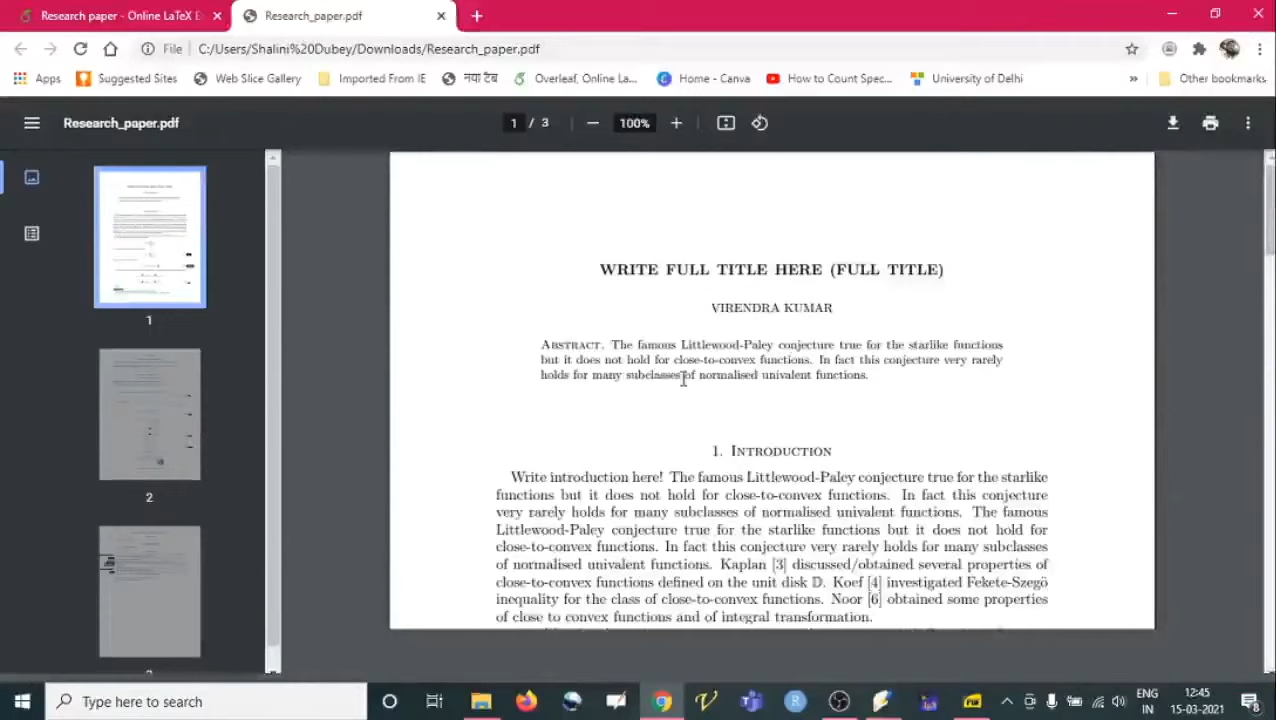 Research paper - Online LaTeX E
Research_paper.pdf
File
C:/Users/Shalini%20Dubey/Downloads/Research_paper.pdf
Apps
Suggested Sites
Web Slice Gallery
Imported From IE
नया टैब
Overleaf, Online La...
Home - Canva
How to Count Spec...
University of Delhi
»
Other bookmarks
Research_paper.pdf
1 / 3
100%
1
2
WRITE FULL TITLE HERE (FULL TITLE)
VIRENDRA KUMAR
ABSTRACT. The famous Littlewood-Paley conjecture true for the starlike functions
but it does not hold for close-to-convex functions. In fact this conjecture very rarely
holds for many subclasses of normalised univalent functions.
1. INTRODUCTION
Write introduction here! The famous Littlewood-Paley conjecture true for the starlike
functions but it does not hold for close-to-convex functions. In fact this conjecture
very rarely holds for many subclasses of normalised univalent functions. The famous
Littlewood-Paley conjecture true for the starlike functions but it does not hold for
close-to-convex functions. In fact this conjecture very rarely holds for many subclasses
of normalised univalent functions. Kaplan [3] discussed/obtained several properties of
close-to-convex functions defined on the unit disk 𝔻. Koef [4] investigated Fekete-Szegö
inequality for the class of close-to-convex functions. Noor [6] obtained some properties
of close to convex functions and of integral transformation.
Type here to search
ENG
IN
12:45
15-03-2021
8